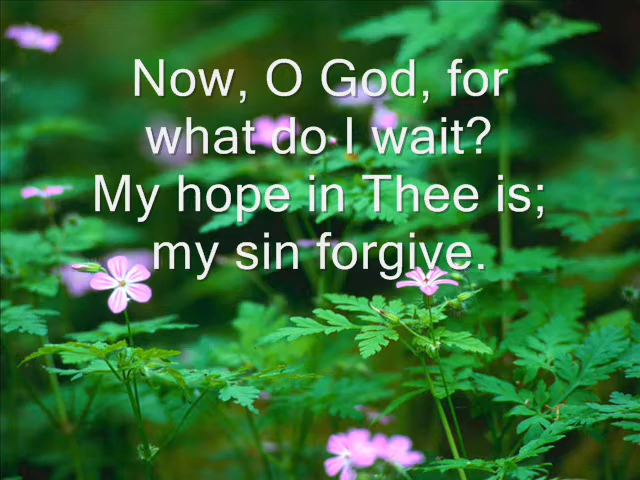 Now, O God, for
what do I wait?
My hope in Thee is;
my sin forgive.